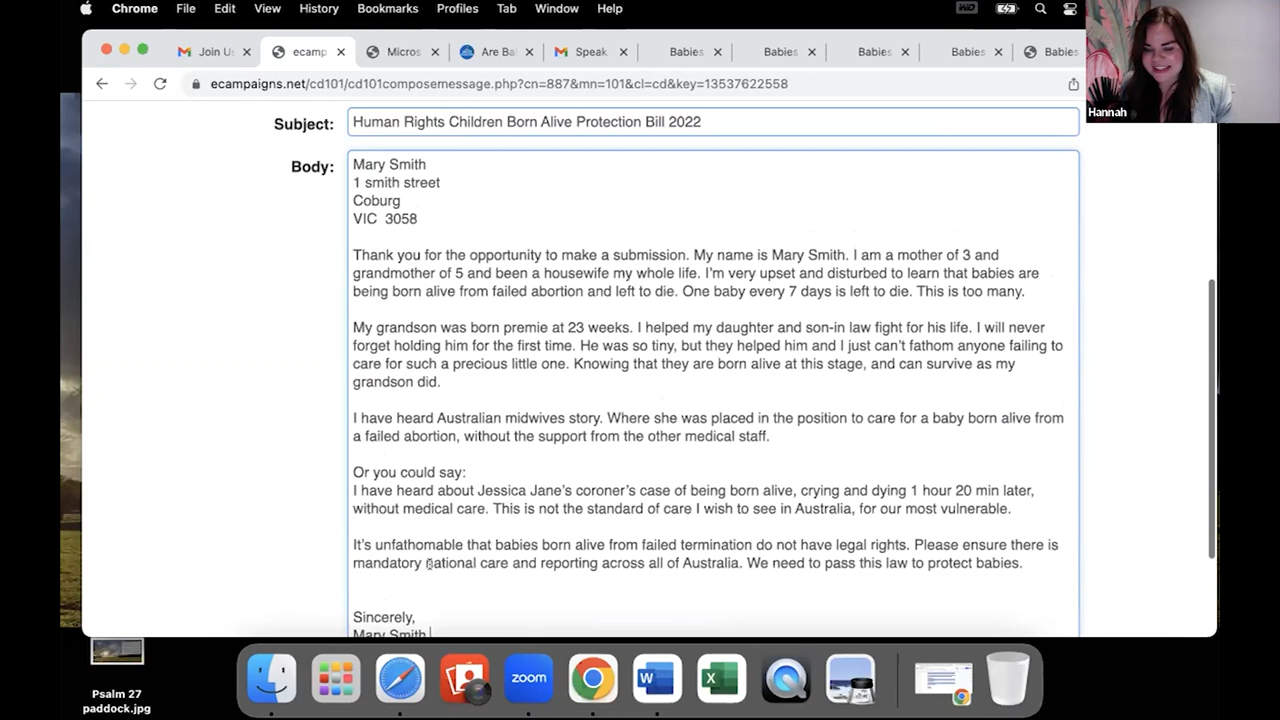 Chrome File Edit View History Bookmarks Profiles Tab Window Help
Join U ecamp Micros Are Ba Speak Babies Babies Babies Babies Babies
ecampaigns.net/cd101/cd101composemessage.php?cn=887&mn=101&cl=cd&key=13537622558
Hannah
Subject: Human Rights Children Born Alive Protection Bill 2022
Body: Mary Smith
1 smith street
Coburg
VIC 3058
Thank you for the opportunity to make a submission. My name is Mary Smith. I am a mother of 3 and
grandmother of 5 and been a housewife my whole life. I'm very upset and disturbed to learn that babies are
being born alive from failed abortion and left to die. One baby every 7 days is left to die. This is too many.
My grandson was born premie at 23 weeks. I helped my daughter and son-in law fight for his life. I will never
forget holding him for the first time. He was so tiny, but they helped him and I just can't fathom anyone failing to
care for such a precious little one. Knowing that they are born alive at this stage, and can survive as my
grandson did.
I have heard Australian midwives story. Where she was placed in the position to care for a baby born alive from
a failed abortion, without the support from the other medical staff.
Or you could say:
I have heard about Jessica Jane's coroner's case of being born alive, crying and dying 1 hour 20 min later,
without medical care. This is not the standard of care I wish to see in Australia, for our most vulnerable.
It's unfathomable that babies born alive from failed termination do not have legal rights. Please ensure there is
mandatory national care and reporting across all of Australia. We need to pass this law to protect babies.
Sincerely,
Mary Smith
zoom
Psalm 27
paddock.jpg